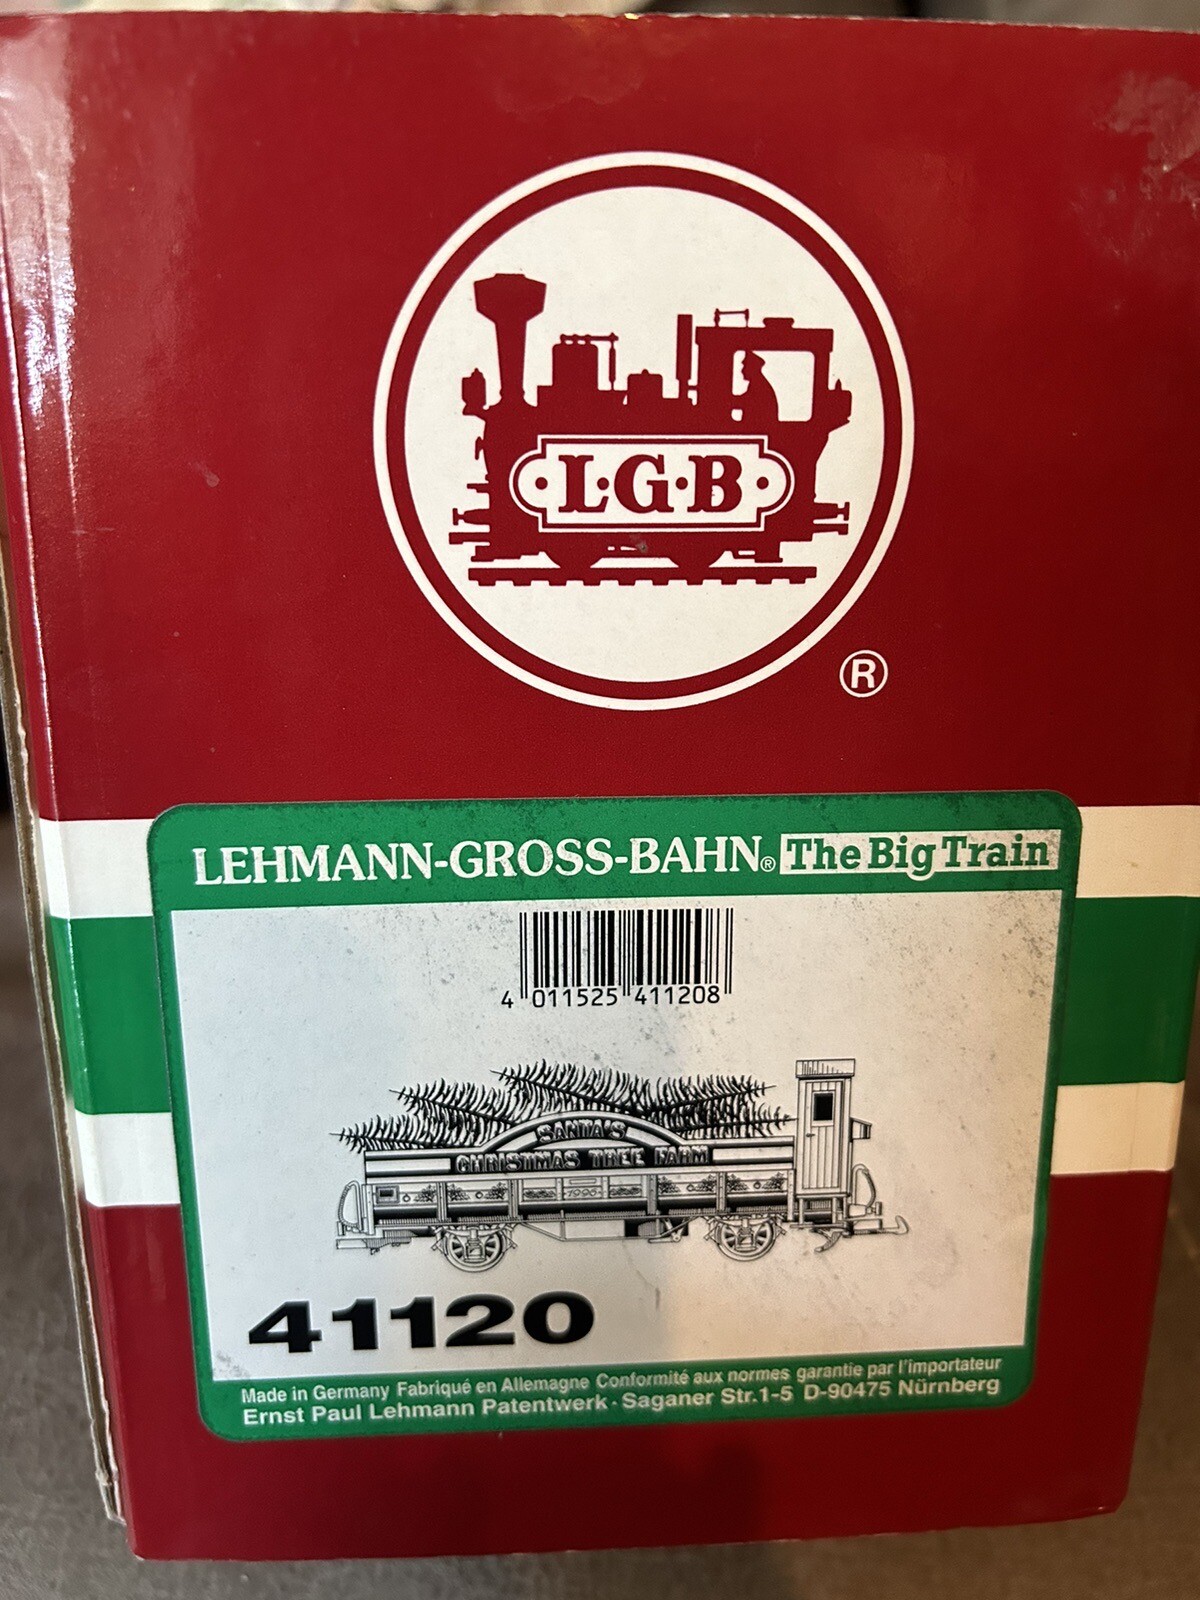 L·G·B
®
LEHMANN-GROSS-BAHN® The Big Train
4 011525 411208
SANTA'S
CHRISTMAS TREE FARM
1996
41120
Made in Germany Fabriqué en Allemagne Conformité aux normes garantie par l'importateur
Ernst Paul Lehmann Patentwerk · Saganer Str.1-5 D-90475 Nürnberg